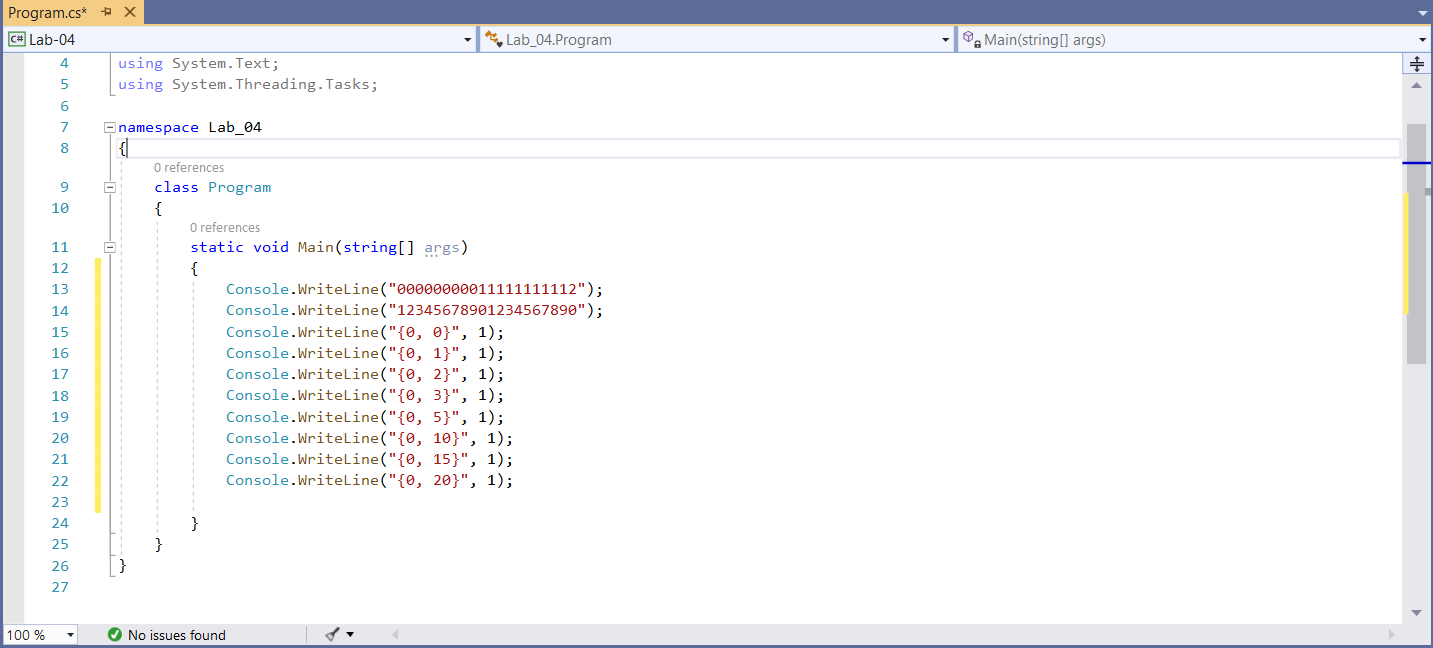 Program.cs*
C# Lab-04 Lab_04.Program Main(string[] args)
4 using System.Text;
5 using System.Threading.Tasks;
6
7 namespace Lab_04
8 {
0 references
9 class Program
10 {
0 references
11 static void Main(string[] args)
12 {
13 Console.WriteLine("00000000011111111112");
14 Console.WriteLine("12345678901234567890");
15 Console.WriteLine("{0, 0}", 1);
16 Console.WriteLine("{0, 1}", 1);
17 Console.WriteLine("{0, 2}", 1);
18 Console.WriteLine("{0, 3}", 1);
19 Console.WriteLine("{0, 5}", 1);
20 Console.WriteLine("{0, 10}", 1);
21 Console.WriteLine("{0, 15}", 1);
22 Console.WriteLine("{0, 20}", 1);
23
24 }
25 }
26 }
27
100 % No issues found